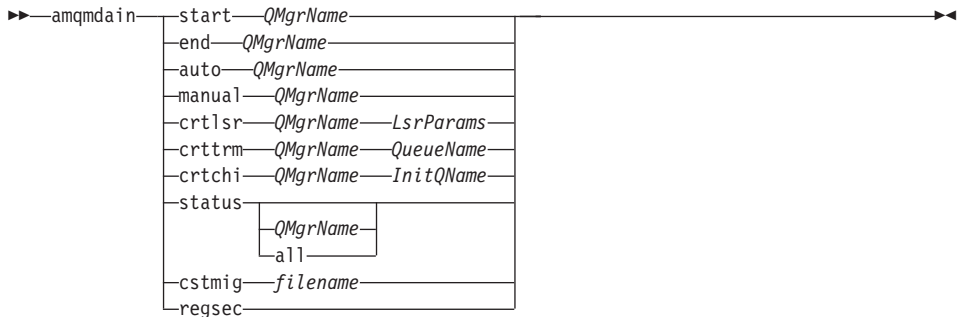 amqmdain start QMgrName
end QMgrName
auto QMgrName
manual QMgrName
crtlsr QMgrName LsrParams
crttrm QMgrName QueueName
crtchi QMgrName InitQName
status
QMgrName
all
cstmig filename
regsec